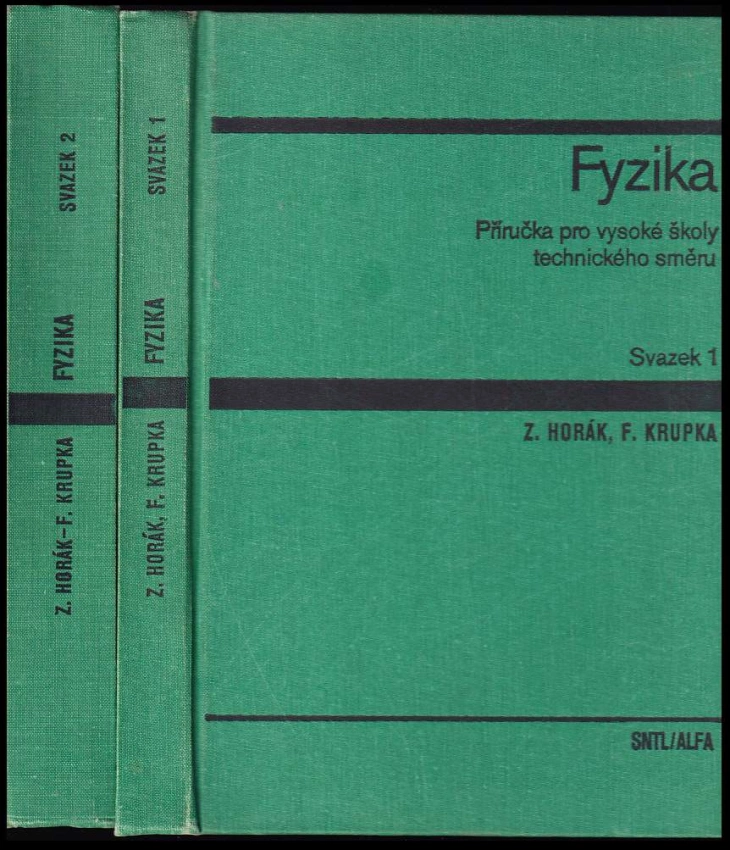 Z. HORÁK–F. KRUPKA FYZIKA SVAZEK 2
Z. HORÁK, F. KRUPKA FYZIKA SVAZEK 1
Fyzika
Příručka pro vysoké školy
technického směru
Svazek 1
Z. HORÁK, F. KRUPKA
SNTL/ALFA